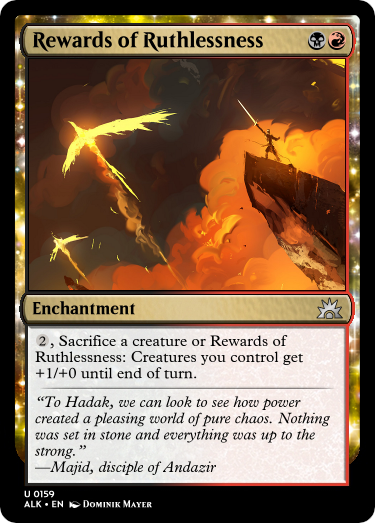 Rewards of Ruthlessness
Enchantment
2, Sacrifice a creature or Rewards of
Ruthlessness: Creatures you control get
+1/+0 until end of turn.
“To Hadak, we can look to see how power
created a pleasing world of pure chaos. Nothing
was set in stone and everything was up to the
strong.”
—Majid, disciple of Andazir
U 0159
ALK • EN Dominik Mayer